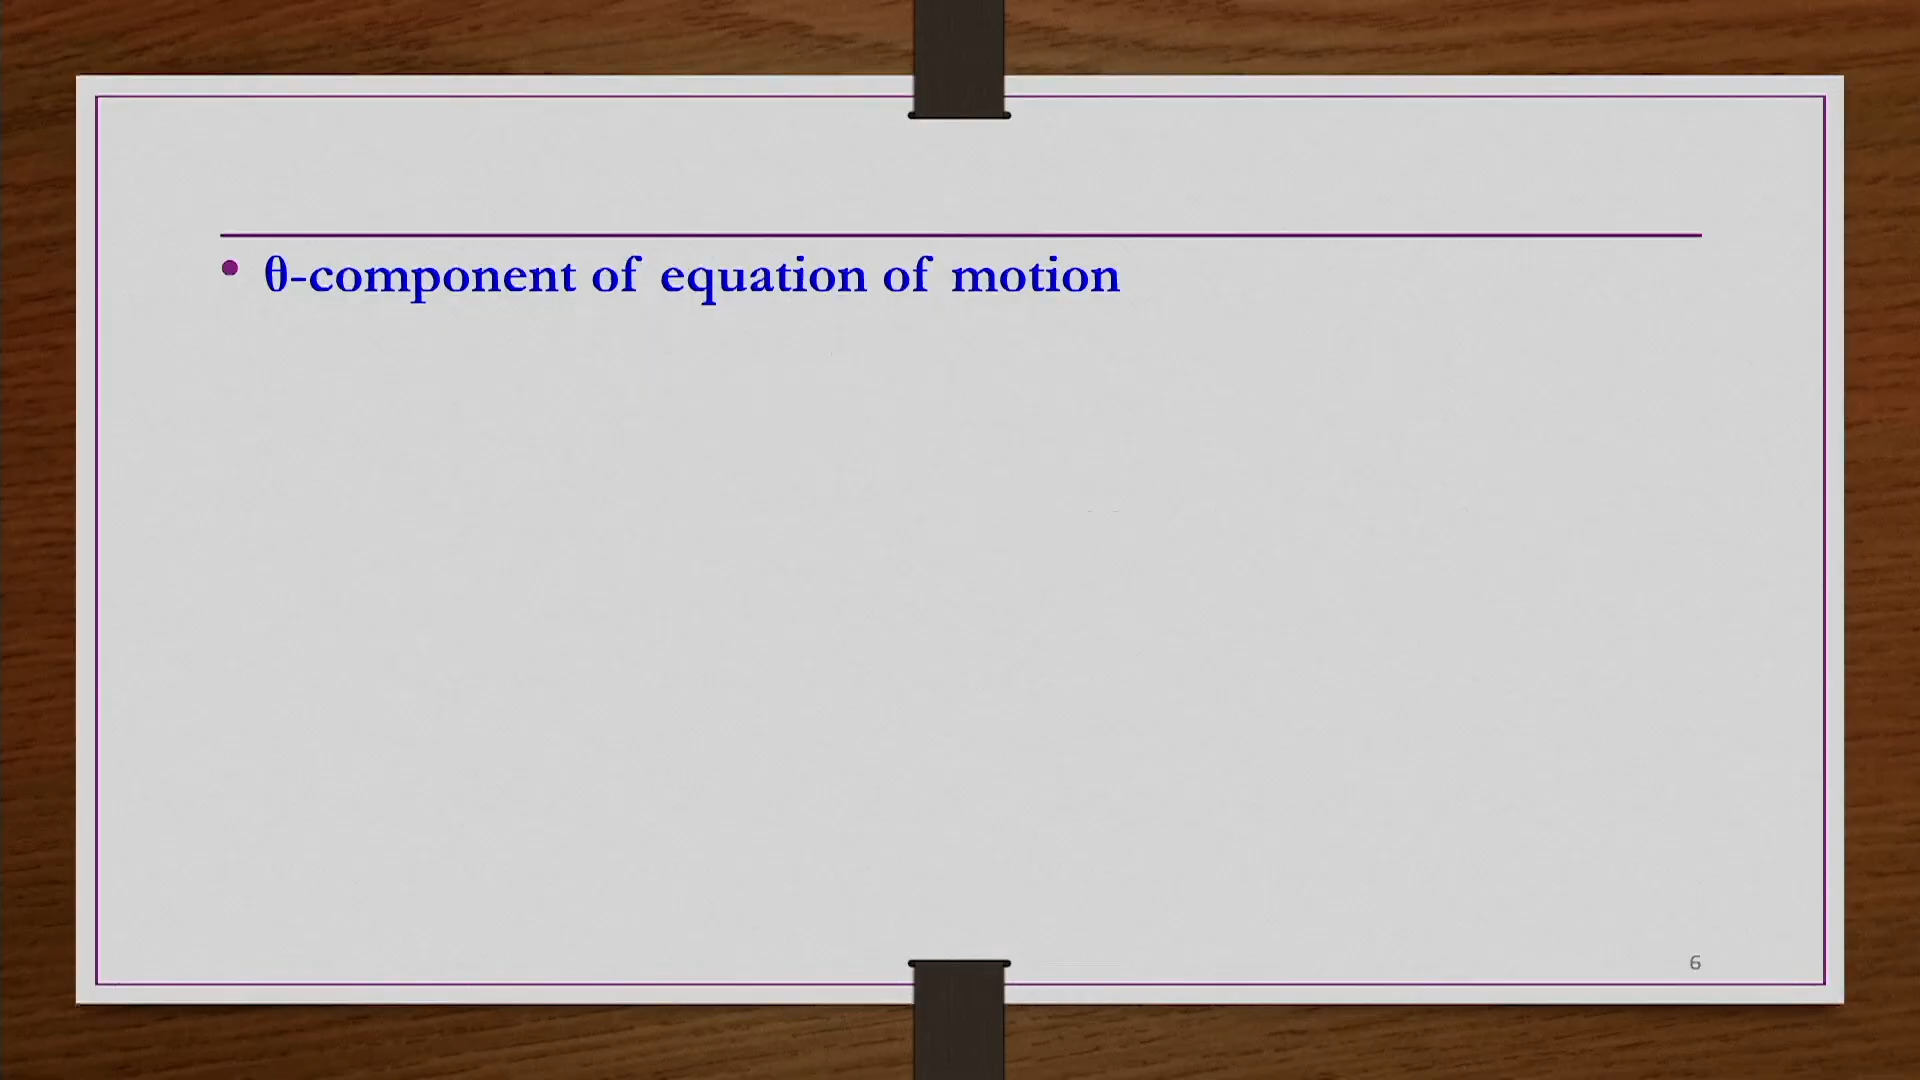 • θ-component of equation of motion
6